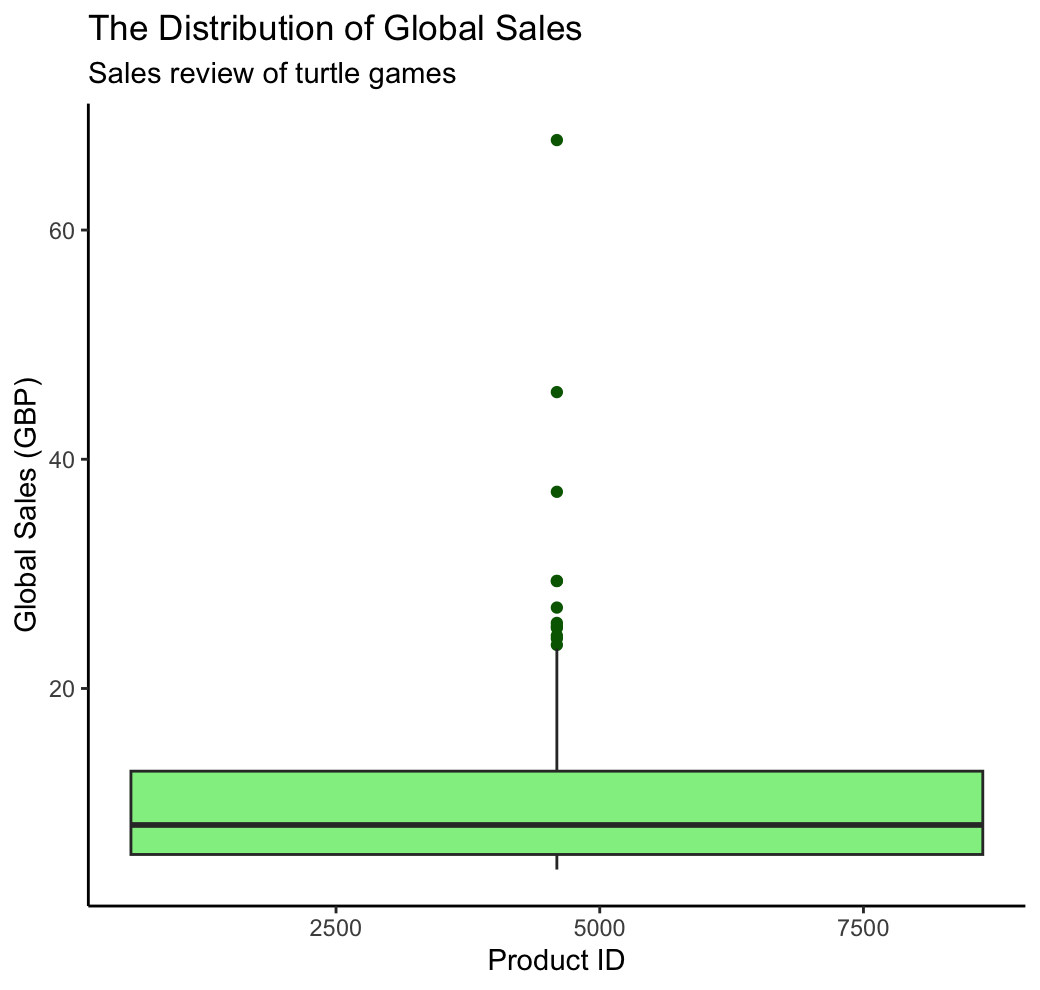 The Distribution of Global Sales
Sales review of turtle games
Global Sales (GBP)
60
40
20
2500 5000 7500
Product ID